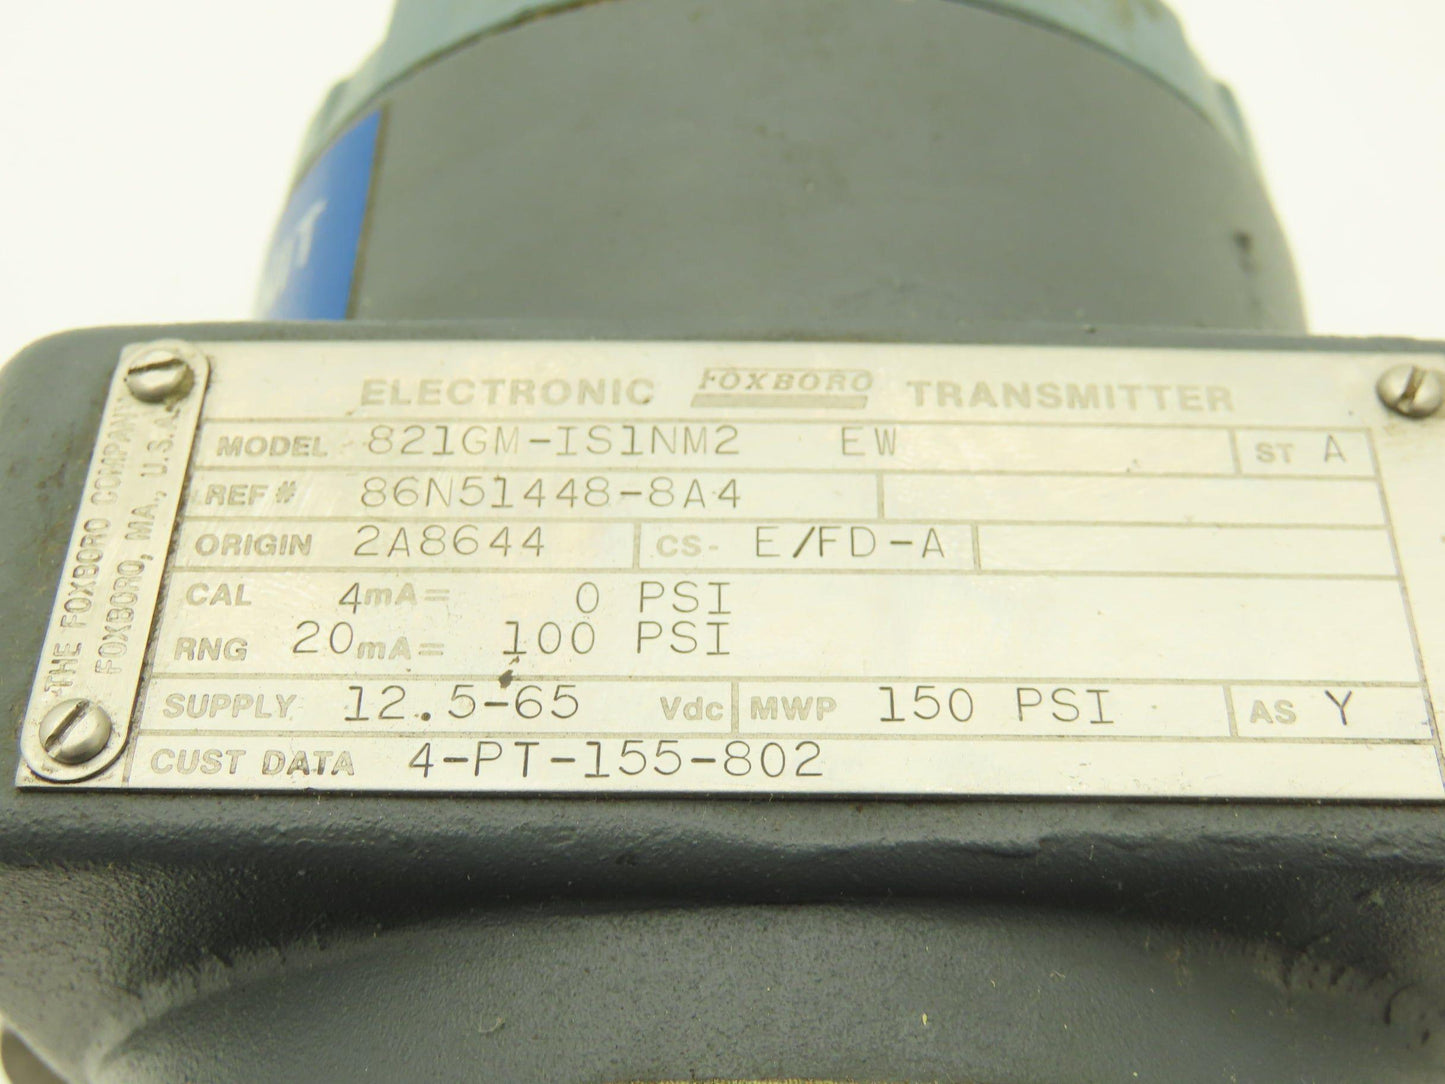 ELECTRONIC FOXBORO TRANSMITTER
MODEL 821GM-IS1NM2 EW ST A
REF # 86N51448-8A4
ORIGIN 2A8644 CS- E/FD-A
CAL 4mA= 0 PSI
RNG 20mA= 100 PSI
SUPPLY 12.5-65 Vdc MWP 150 PSI AS Y
CUST DATA 4-PT-155-802
THE FOXBORO COMPANY
FOXBORO, MA., U.S.A.